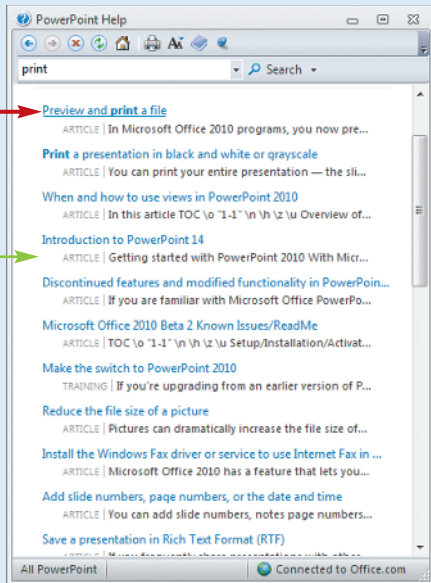 PowerPoint Help
print
Search
Preview and print a file
ARTICLE | In Microsoft Office 2010 programs, you now pre...
Print a presentation in black and white or grayscale
ARTICLE | You can print your entire presentation — the sli...
When and how to use views in PowerPoint 2010
ARTICLE | In this article TOC \o "1-1" \n \h \z \u Overview of...
Introduction to PowerPoint 14
ARTICLE | Getting started with PowerPoint 2010 With Micr...
Discontinued features and modified functionality in PowerPoin...
ARTICLE | If you are familiar with Microsoft Office PowerPo...
Microsoft Office 2010 Beta 2 Known Issues/ReadMe
ARTICLE | TOC \o "1-1" \n \h \z \u Setup/Installation/Activat...
Make the switch to PowerPoint 2010
TRAINING | If you're upgrading from an earlier version of P...
Reduce the file size of a picture
ARTICLE | Pictures can dramatically increase the file size of...
Install the Windows Fax driver or service to use Internet Fax in ...
ARTICLE | Microsoft Office 2010 has a feature that lets you...
Add slide numbers, page numbers, or the date and time
ARTICLE | You can add slide numbers, notes page numbers...
Save a presentation in Rich Text Format (RTF)
All PowerPoint
Connected to Office.com